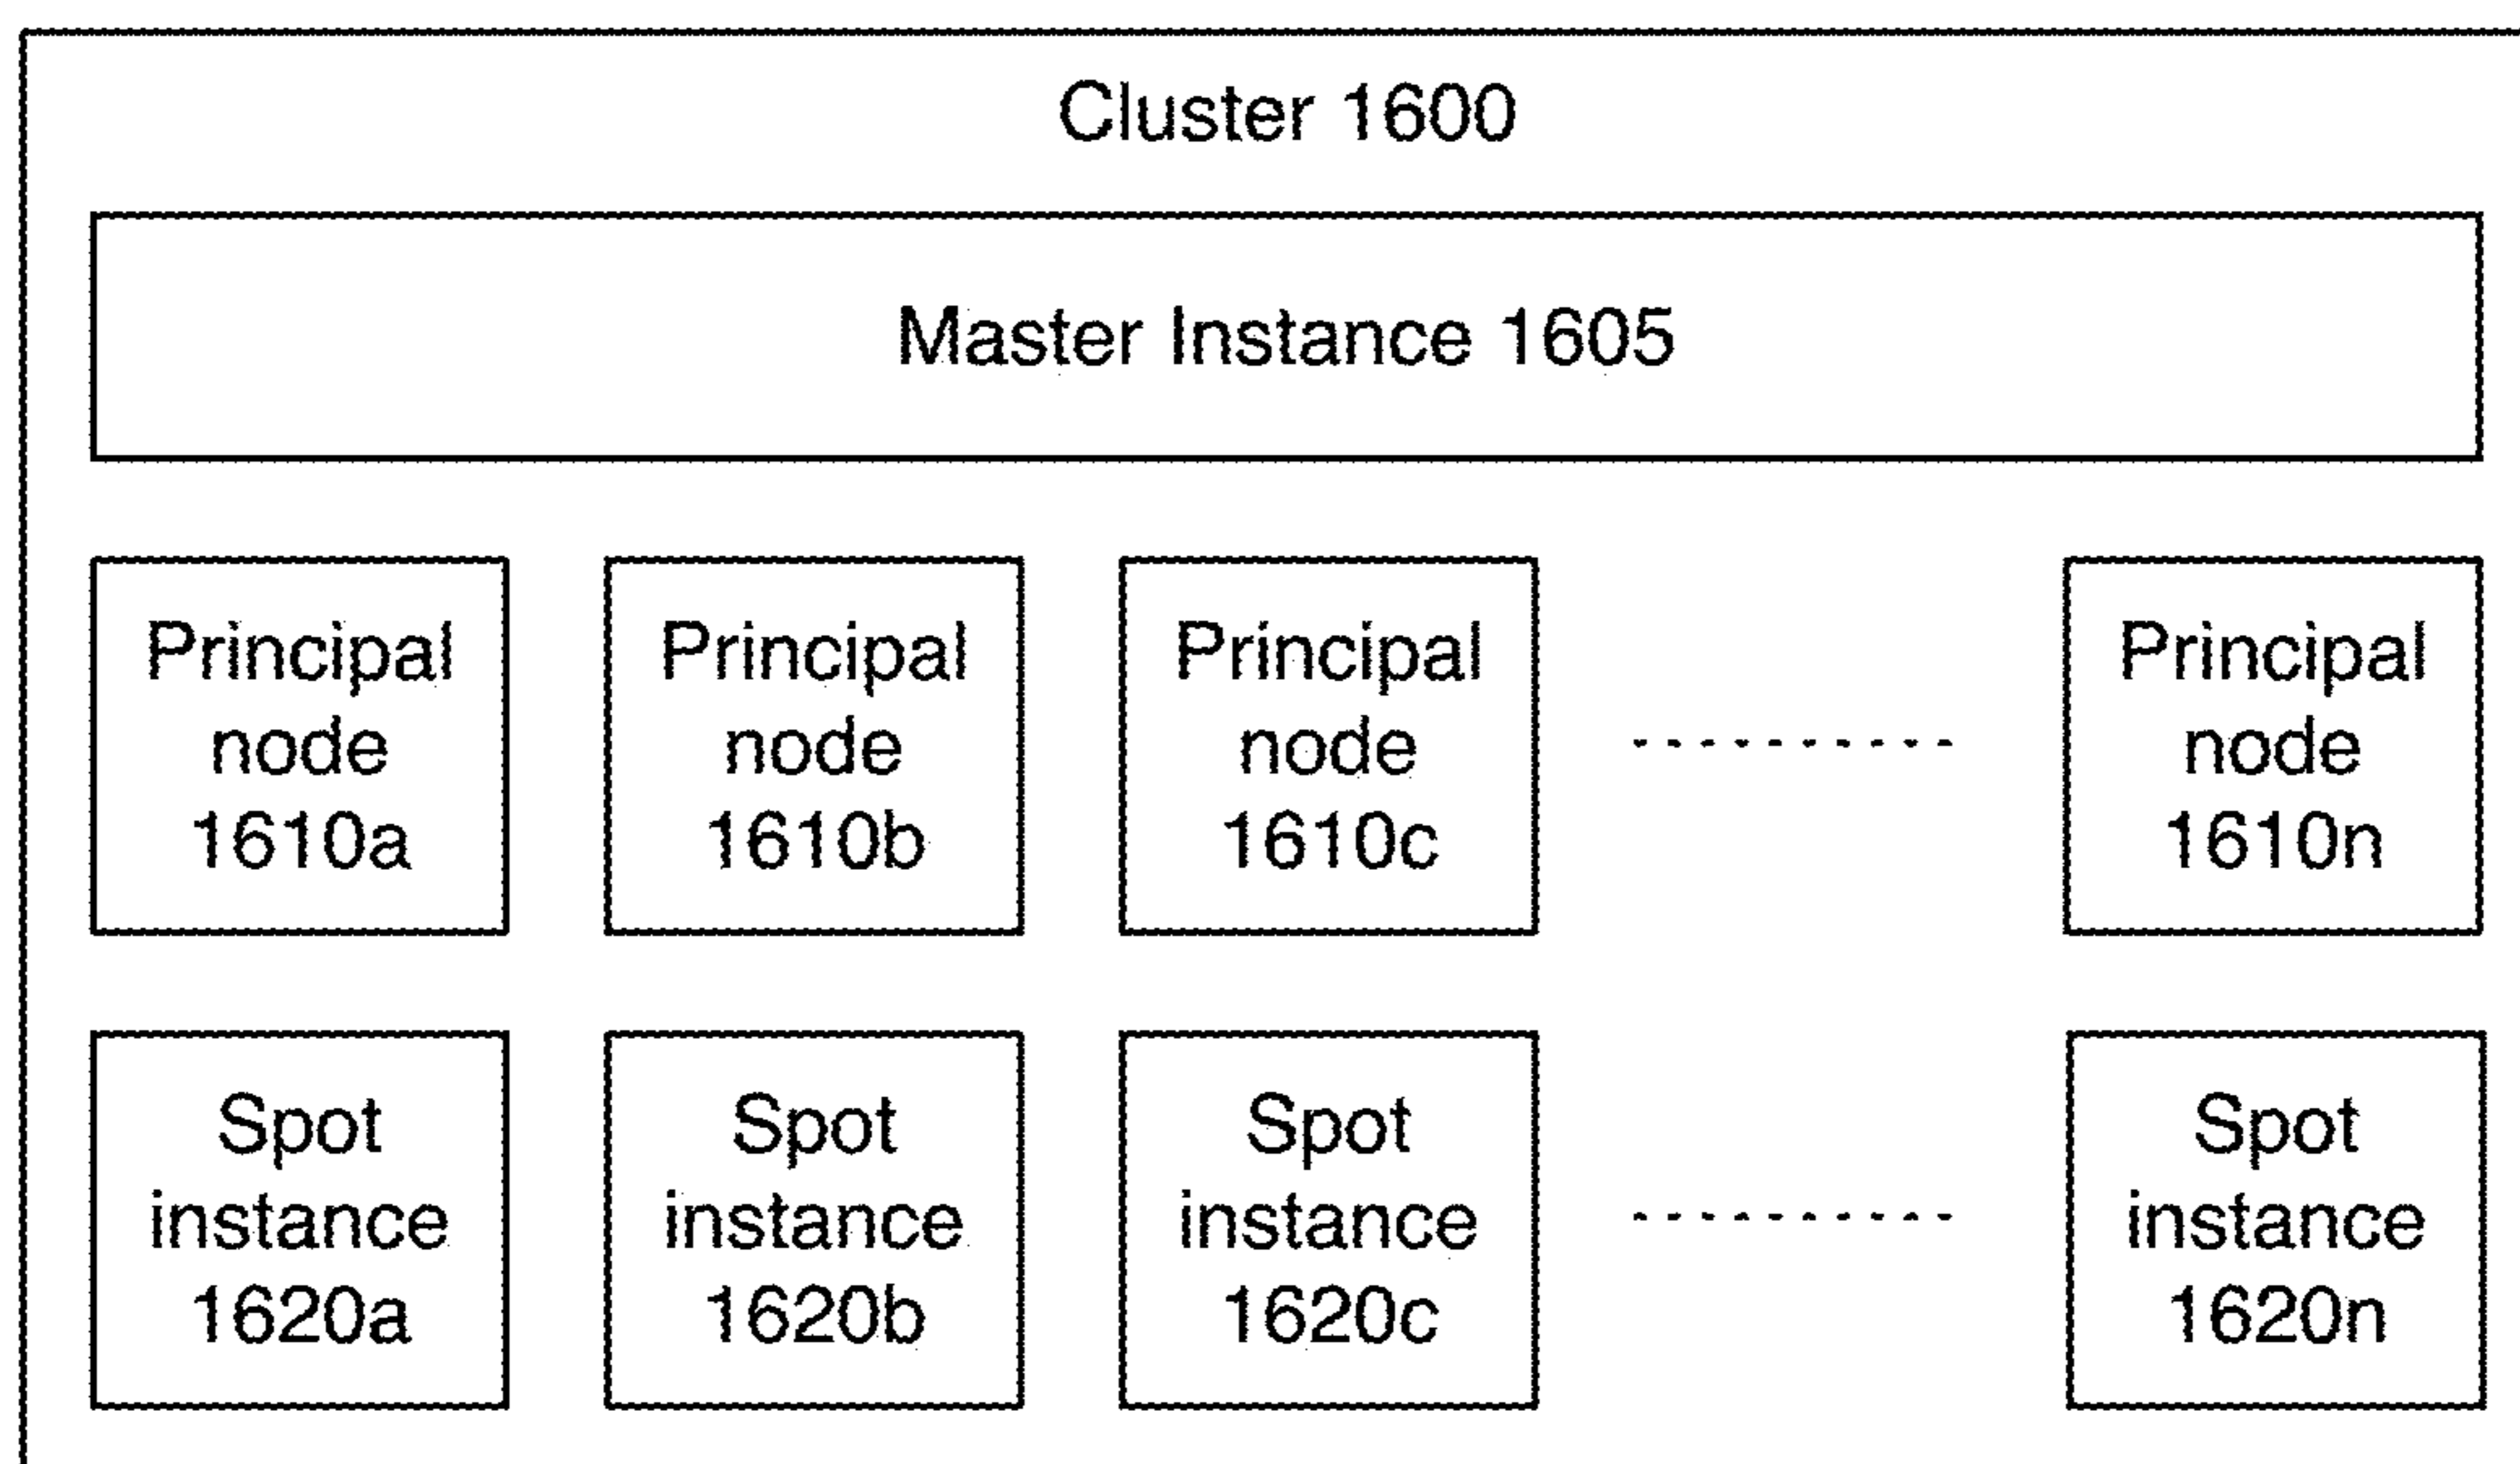 Cluster 1600
Master Instance 1605
Principal
node
1610a
Principal
node
1610b
Principal
node
1610c
Principal
node
1610n
Spot
instance
1620a
Spot
instance
1620b
Spot
instance
1620c
Spot
instance
1620n